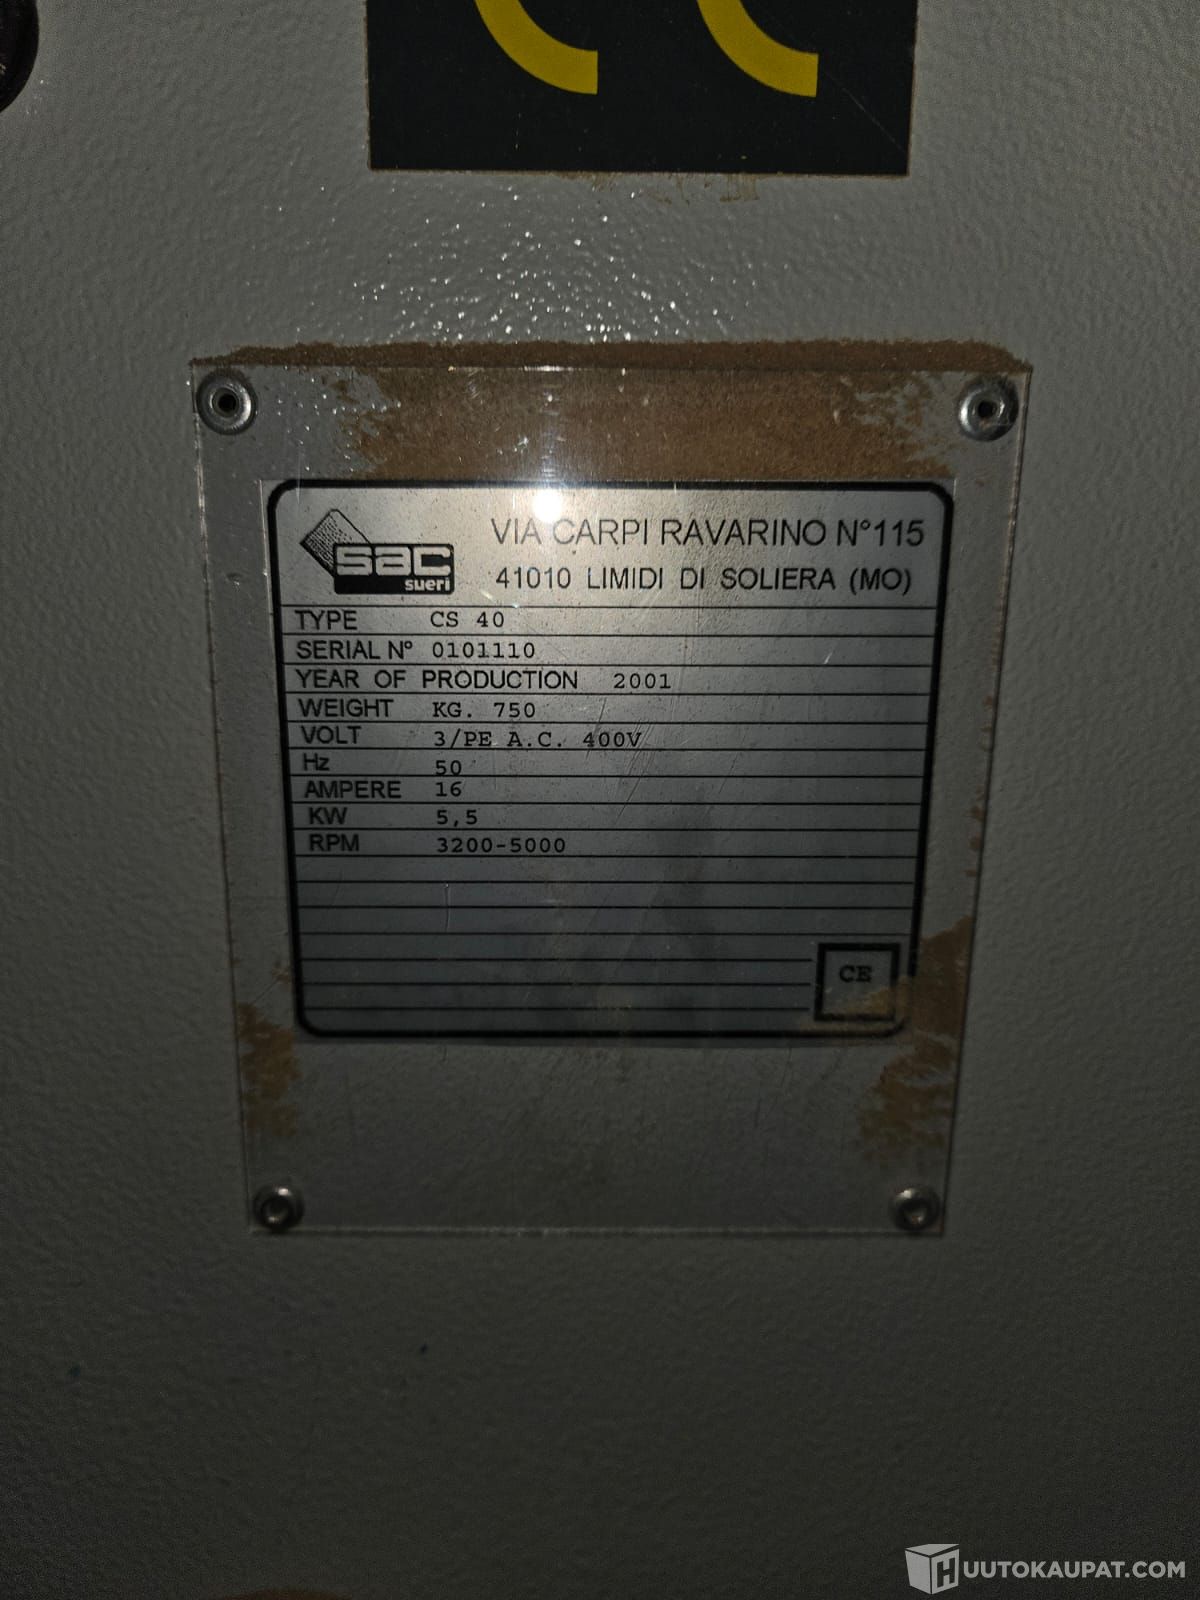 sac
sueri
VIA CARPI RAVARINO N°115
41010 LIMIDI DI SOLIERA (MO)
TYPE CS 40
SERIAL N° 0101110
YEAR OF PRODUCTION 2001
WEIGHT KG. 750
VOLT 3/PE A.C. 400V
Hz 50
AMPERE 16
KW 5,5
RPM 3200-5000
CE
HUUTOKAUPAT.COM